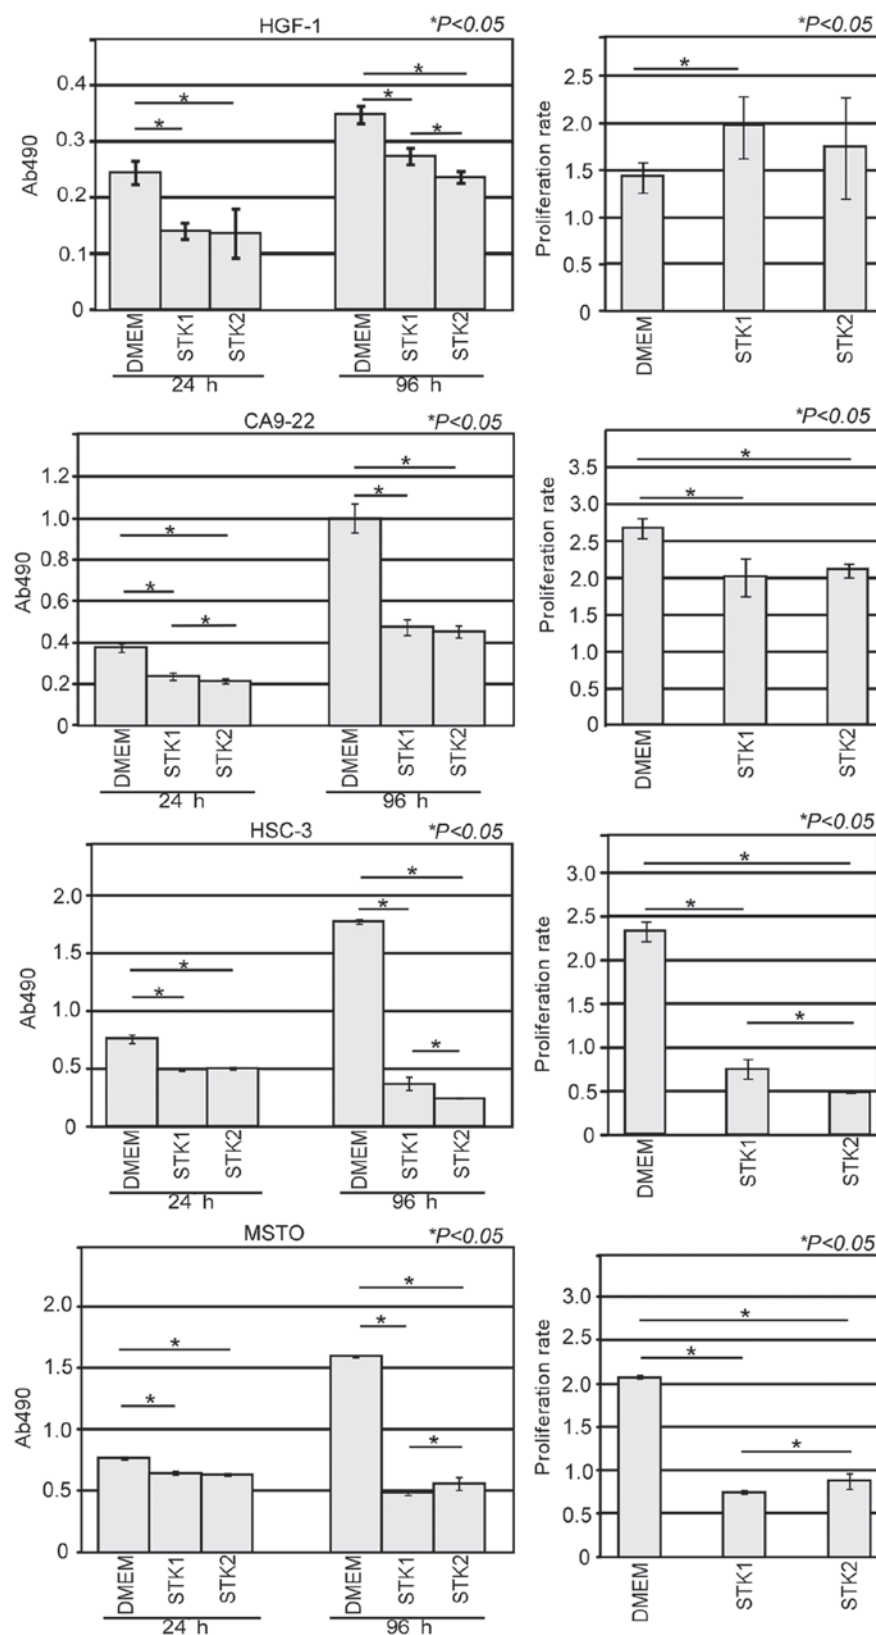 HGF-1
*P<0.05
Ab490
0.4
0.3
0.2
0.1
0
*
*
*
*
*
DMEM
STK1
STK2
DMEM
STK1
STK2
24 h
96 h
*P<0.05
Proliferation rate
2.5
2.0
1.5
1.0
0.5
0
*
DMEM
STK1
STK2
CA9-22
*P<0.05
Ab490
1.2
1.0
0.8
0.6
0.4
0.2
0
*
*
*
*
*
DMEM
STK1
STK2
DMEM
STK1
STK2
24 h
96 h
*P<0.05
Proliferation rate
3.5
3.0
2.5
2.0
1.5
1.0
0.5
0
*
*
DMEM
STK1
STK2
HSC-3
*P<0.05
Ab490
2.0
1.5
1.0
0.5
0
*
*
*
*
*
DMEM
STK1
STK2
DMEM
STK1
STK2
24 h
96 h
*P<0.05
Proliferation rate
3.0
2.5
2.0
1.5
1.0
0.5
0
*
*
*
DMEM
STK1
STK2
MSTO
*P<0.05
Ab490
2.0
1.5
1.0
0.5
0
*
*
*
*
*
DMEM
STK1
STK2
DMEM
STK1
STK2
24 h
96 h
*P<0.05
Proliferation rate
3.0
2.5
2.0
1.5
1.0
0.5
0
*
*
*
DMEM
STK1
STK2